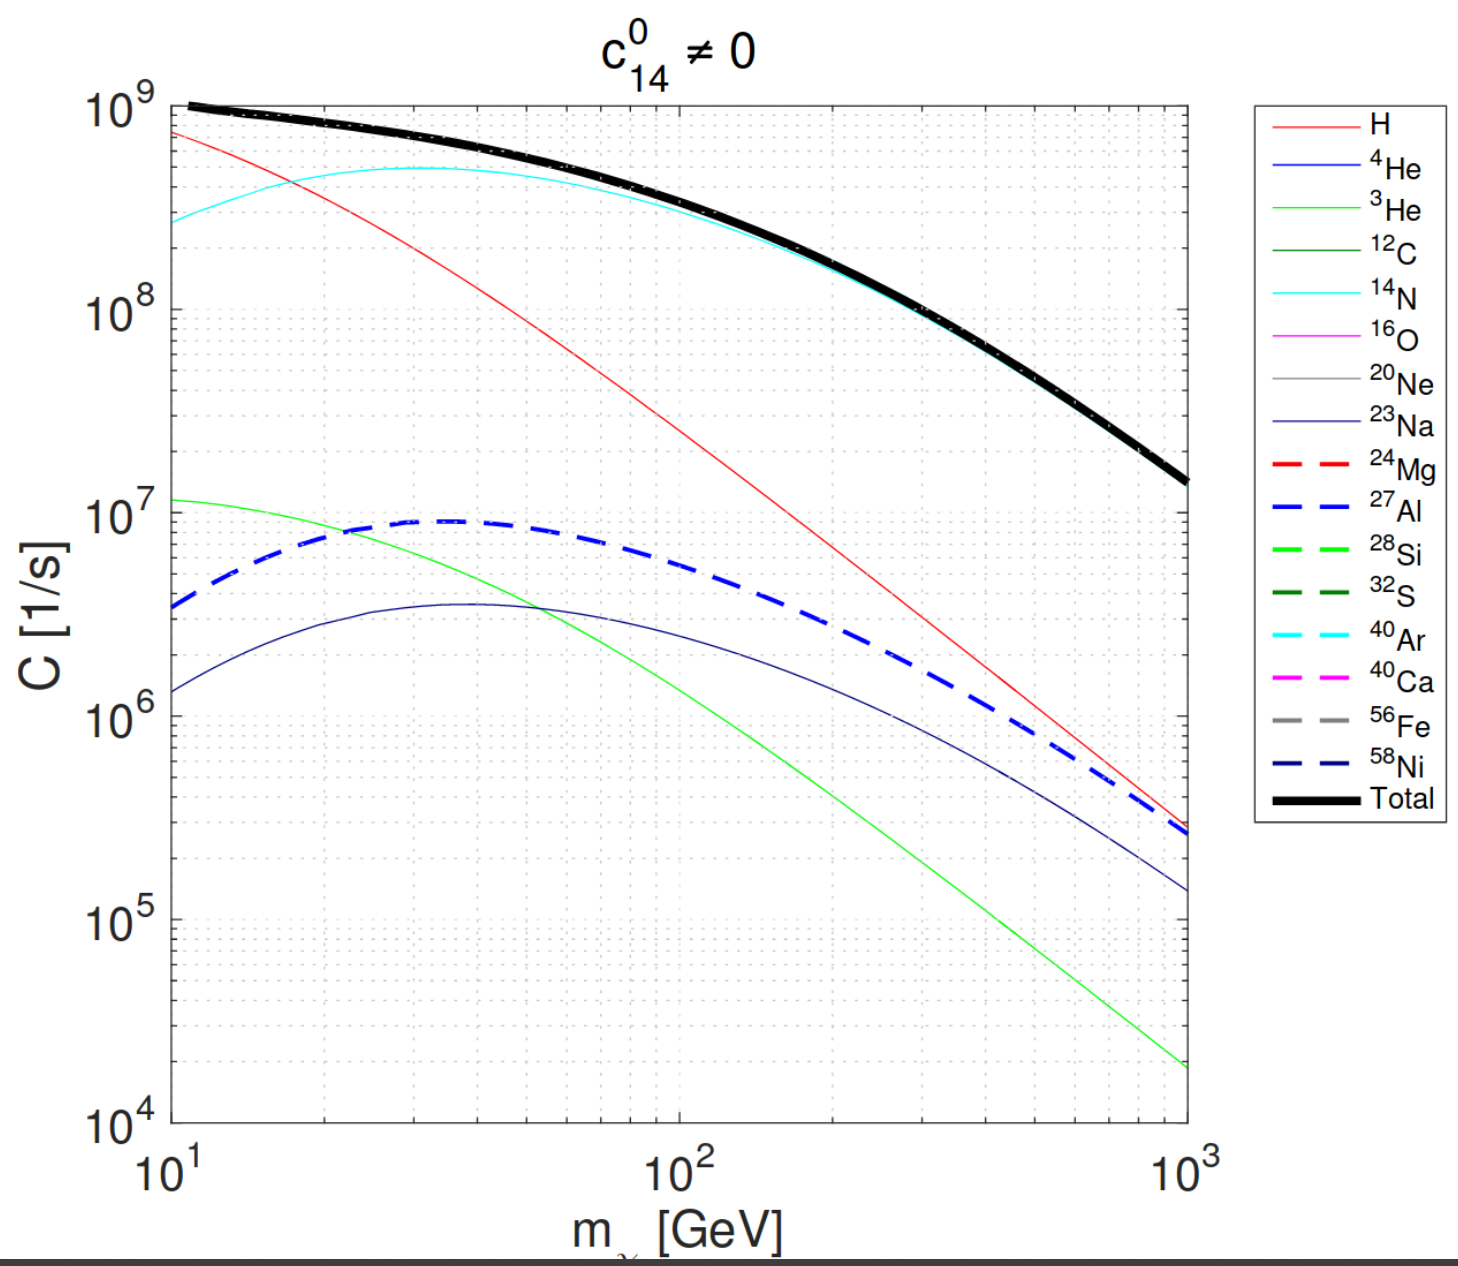 c⁰₁₄ ≠ 0
C [1/s]
10⁹
10⁸
10⁷
10⁶
10⁵
10⁴
10¹ 10² 10³
m [GeV]
H
⁴He
³He
¹²C
¹⁴N
¹⁶O
²⁰Ne
²³Na
²⁴Mg
²⁷Al
²⁸Si
³²S
⁴⁰Ar
⁴⁰Ca
⁵⁶Fe
⁵⁸Ni
Total